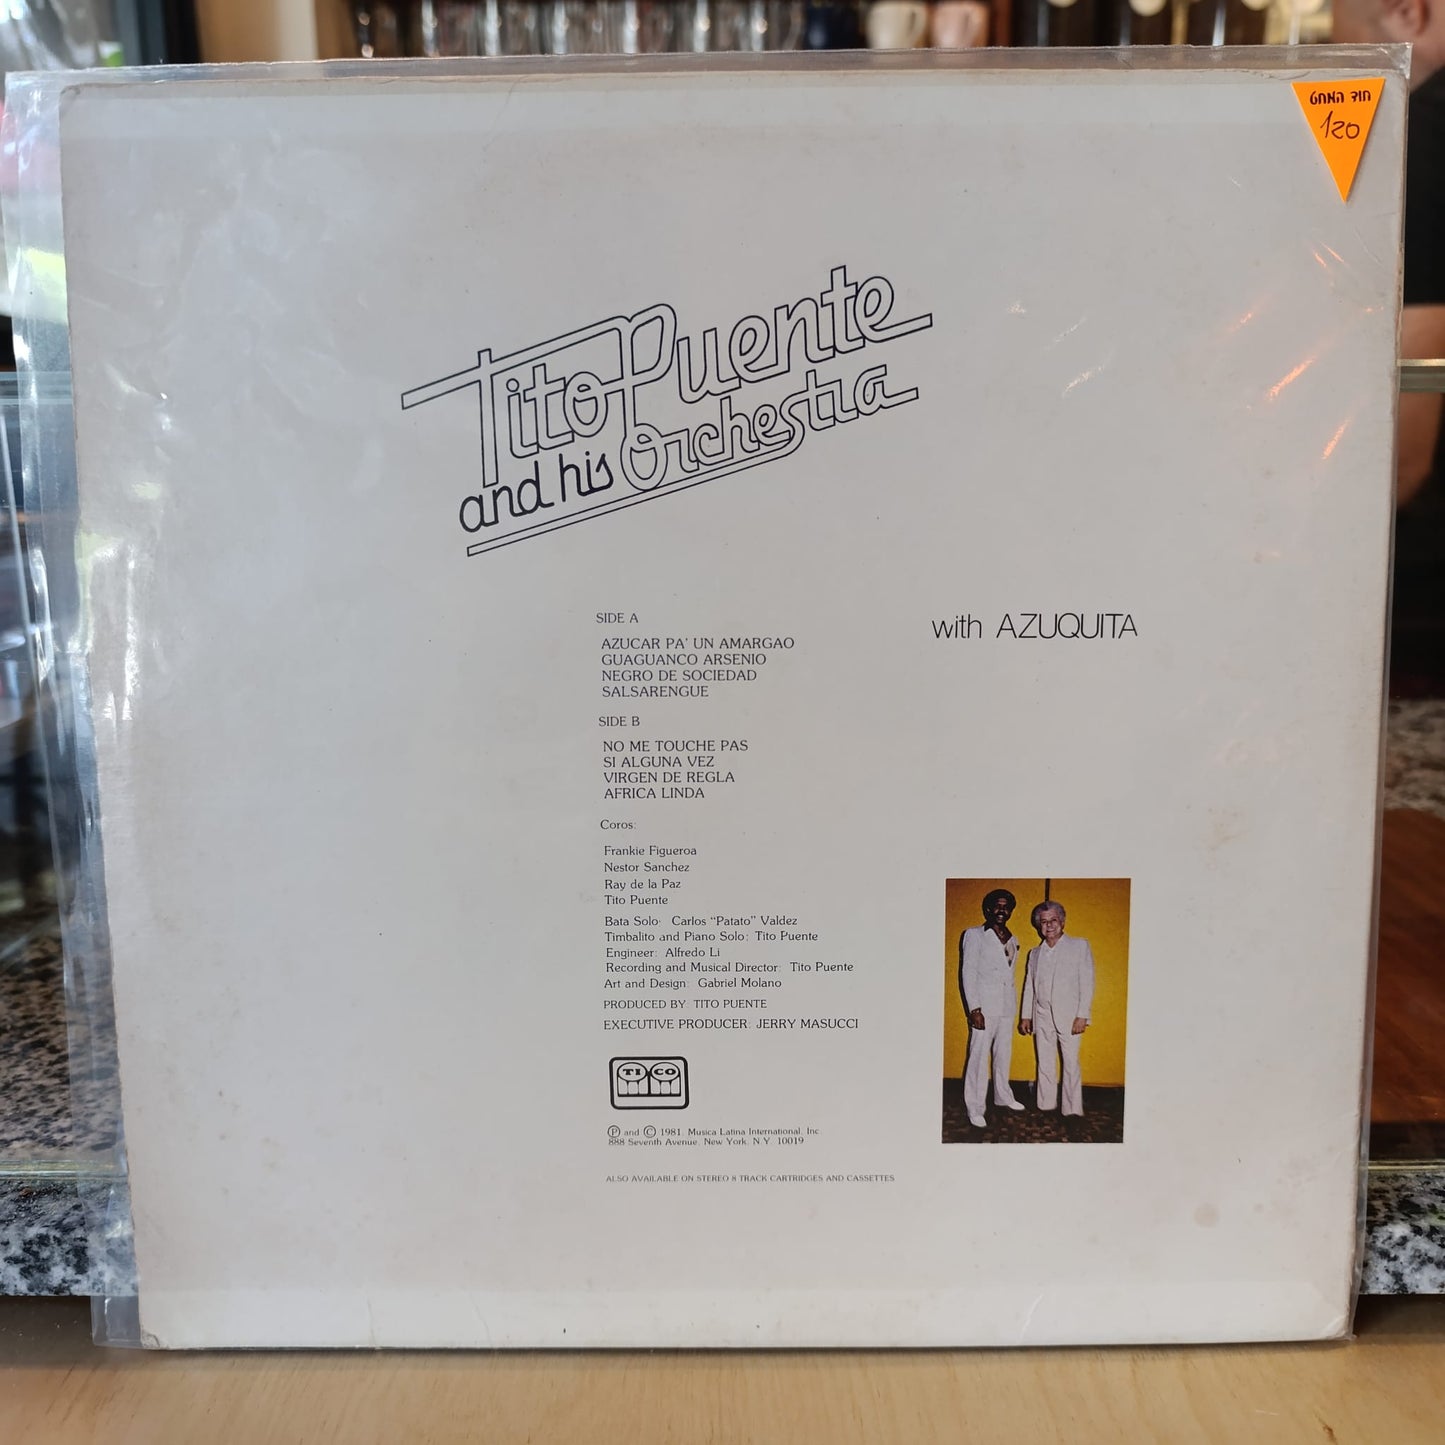 חוד המחט
120
Tito Puente
and his Orchestra
with AZUQUITA
SIDE A
AZUCAR PA' UN AMARGAO
GUAGUANCO ARSENIO
NEGRO DE SOCIEDAD
SALSARENGUE
SIDE B
NO ME TOUCHE PAS
SI ALGUNA VEZ
VIRGEN DE REGLA
AFRICA LINDA
Coros:
Frankie Figueroa
Nestor Sanchez
Ray de la Paz
Tito Puente
Bata Solo: Carlos "Patato" Valdez
Timbalito and Piano Solo: Tito Puente
Engineer: Alfredo Li
Recording and Musical Director: Tito Puente
Art and Design: Gabriel Molano
PRODUCED BY TITO PUENTE
EXECUTIVE PRODUCER: JERRY MASUCCI
TICO
Ⓟ and © 1981, Musica Latina International, Inc.
888 Seventh Avenue, New York, N.Y. 10019
ALSO AVAILABLE ON STEREO 8 TRACK CARTRIDGES AND CASSETTES